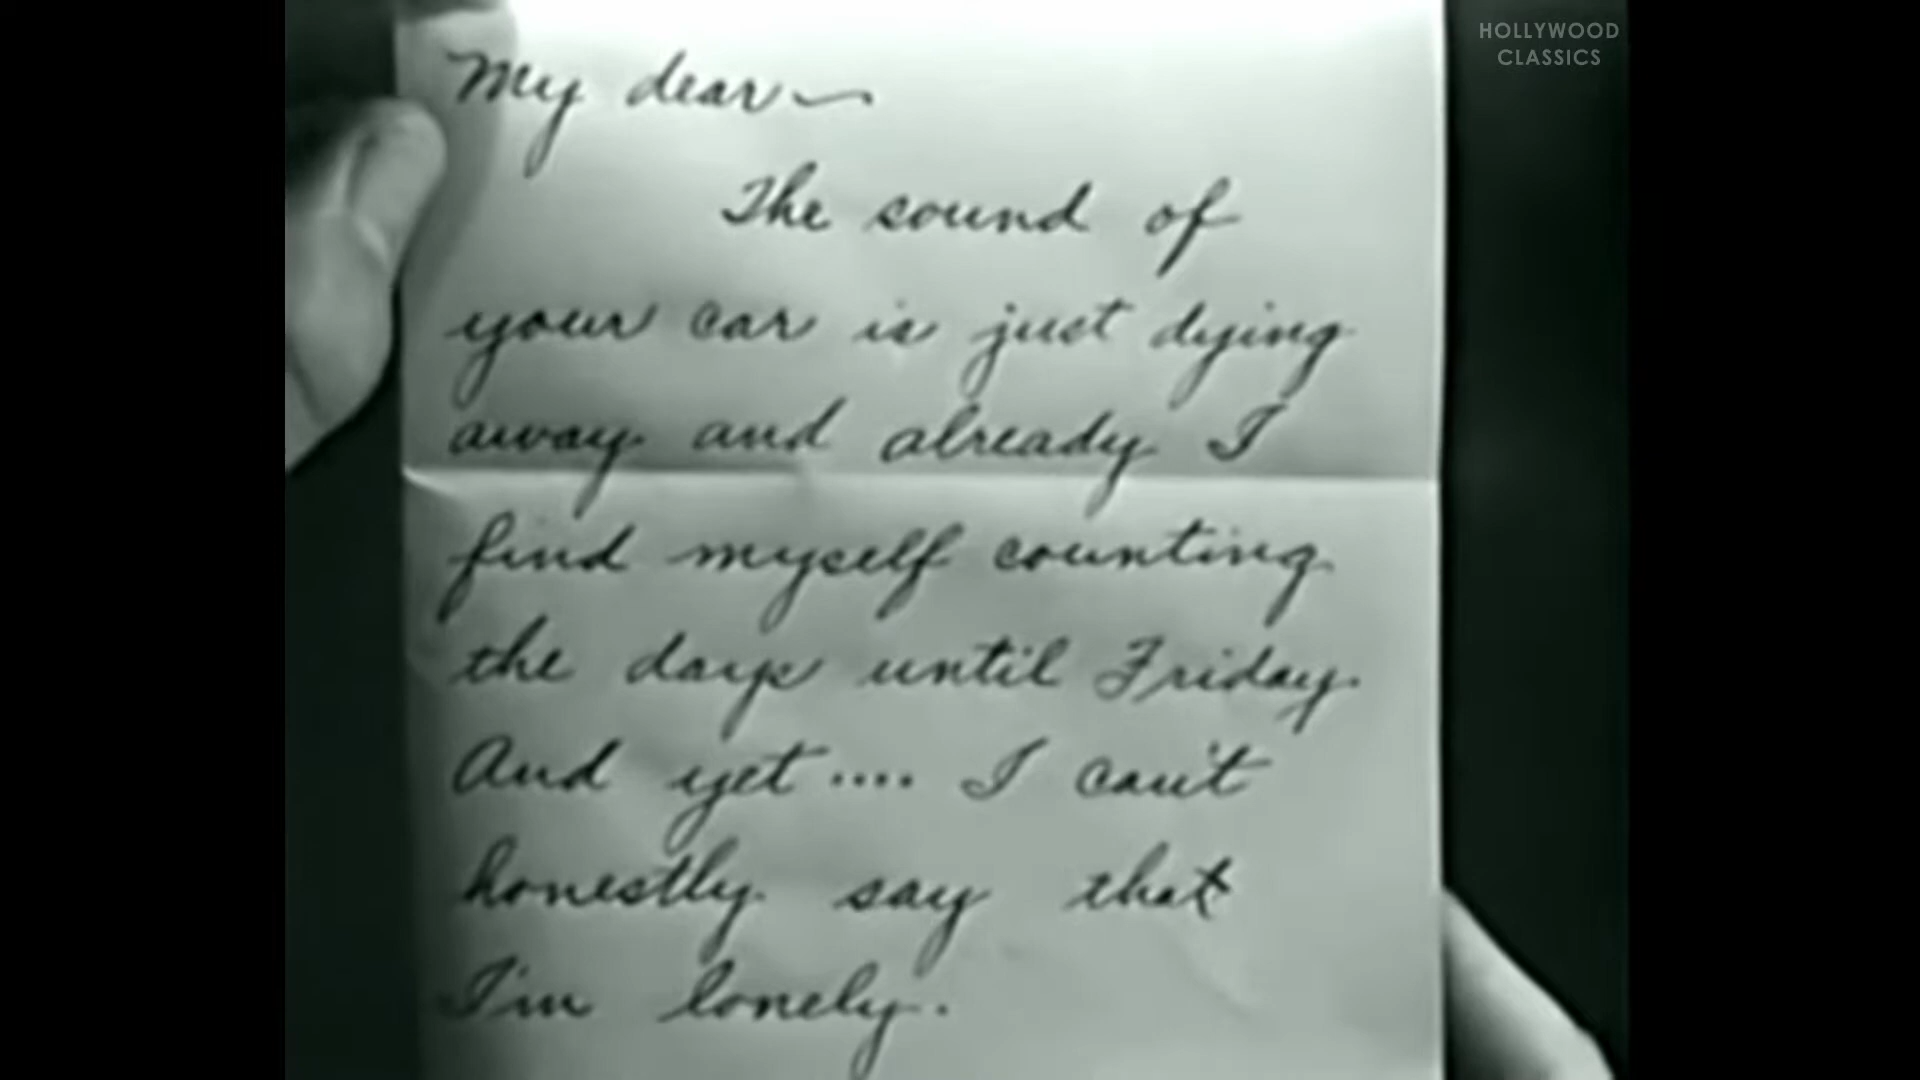 HOLLYWOOD
CLASSICS
My dear~
The sound of
your car is just dying
away and already I
find myself counting
the days until Friday.
And yet.... I can't
honestly say that
I'm lonely.